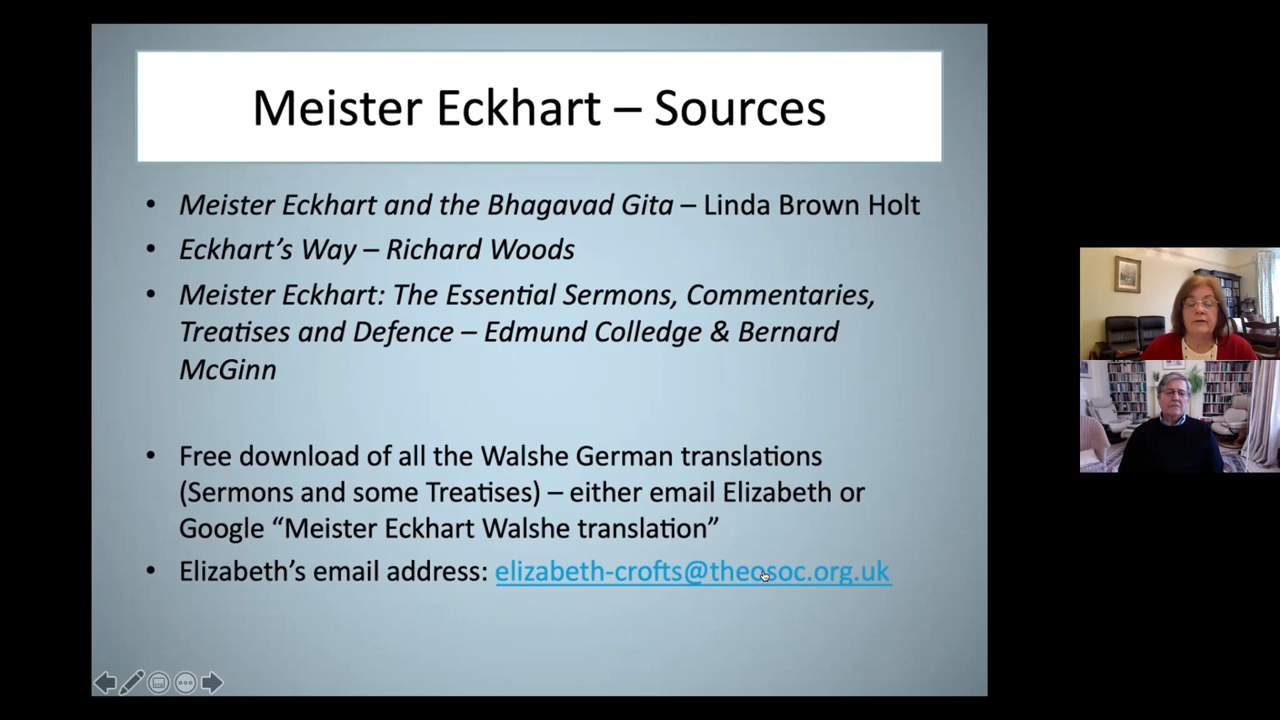 Meister Eckhart – Sources
• Meister Eckhart and the Bhagavad Gita – Linda Brown Holt
• Eckhart’s Way – Richard Woods
• Meister Eckhart: The Essential Sermons, Commentaries,
Treatises and Defence – Edmund Colledge & Bernard
McGinn
• Free download of all the Walshe German translations
(Sermons and some Treatises) – either email Elizabeth or
Google “Meister Eckhart Walshe translation”
• Elizabeth’s email address: elizabeth-crofts@theosoc.org.uk